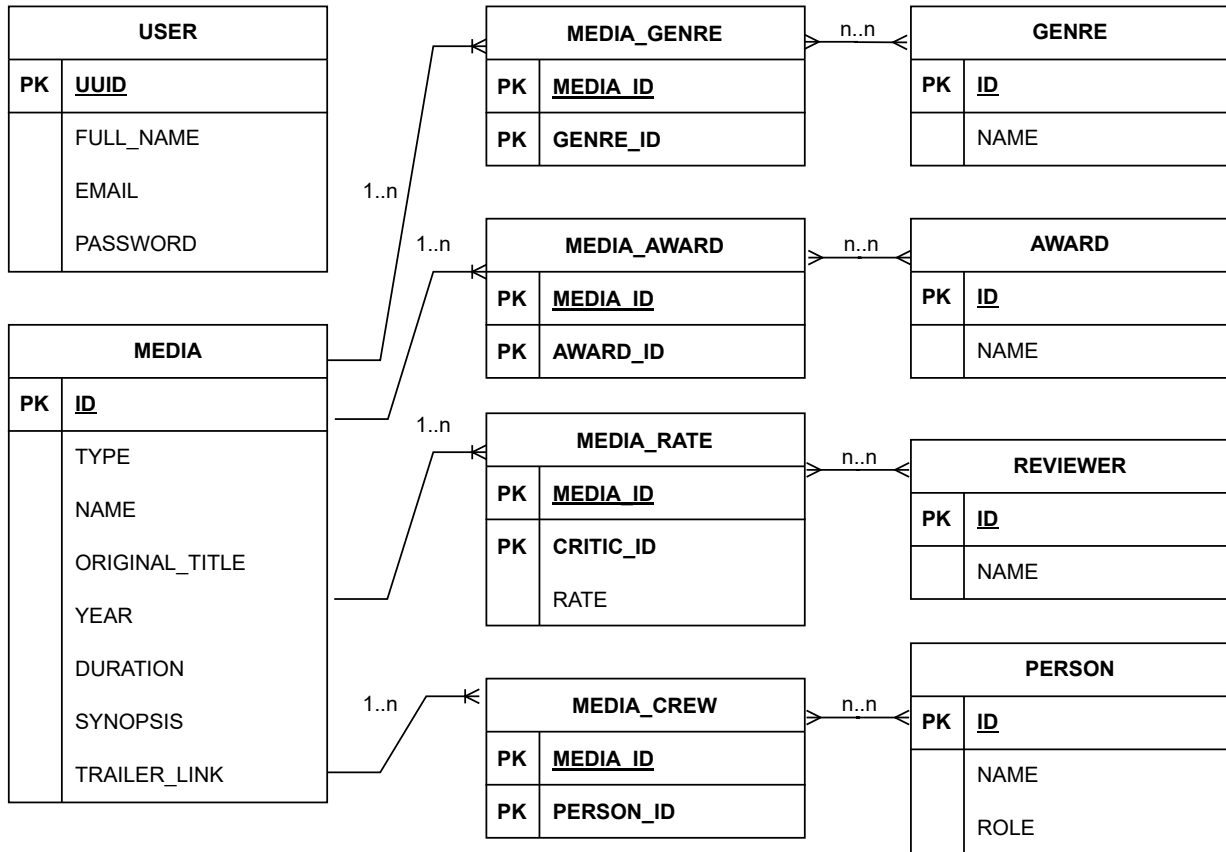 USER
PK UUID
FULL_NAME
EMAIL
PASSWORD
MEDIA
PK ID
TYPE
NAME
ORIGINAL_TITLE
YEAR
DURATION
SYNOPSIS
TRAILER_LINK
1..n
1..n
1..n
1..n
MEDIA_GENRE
PK MEDIA_ID
PK GENRE_ID
MEDIA_AWARD
PK MEDIA_ID
PK AWARD_ID
MEDIA_RATE
PK MEDIA_ID
PK CRITIC_ID
RATE
MEDIA_CREW
PK MEDIA_ID
PK PERSON_ID
n..n
n..n
n..n
n..n
GENRE
PK ID
NAME
AWARD
PK ID
NAME
REVIEWER
PK ID
NAME
PERSON
PK ID
NAME
ROLE